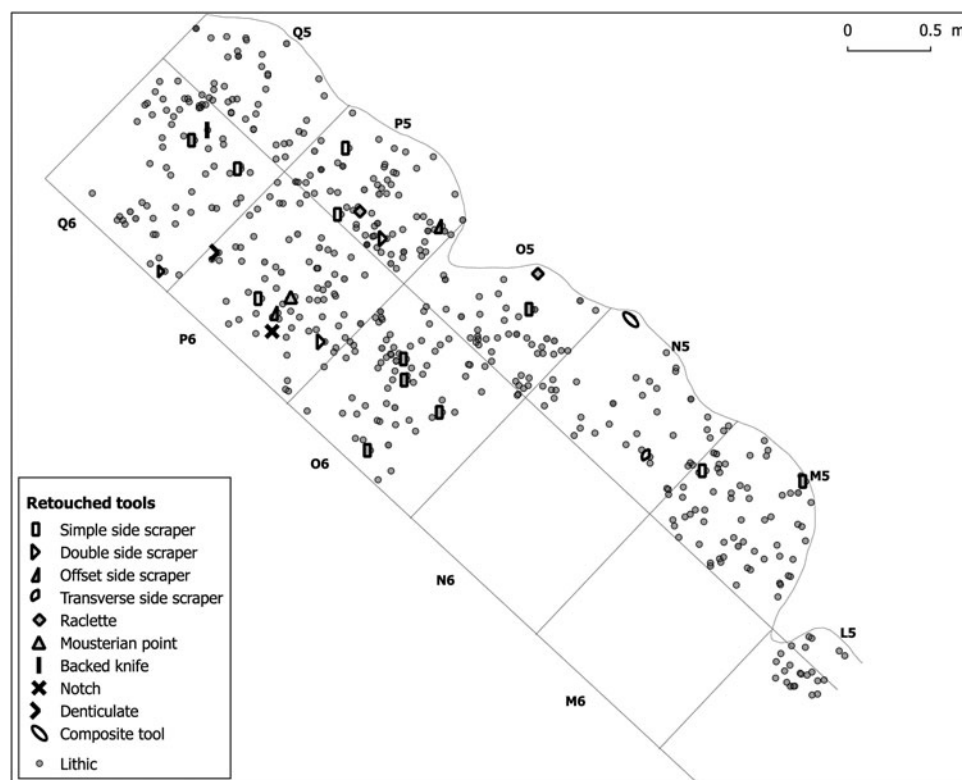 Q5
0 0.5 m
P5
Q6
O5
P6
N5
O6
M5
N6
L5
M6
Retouched tools
Simple side scraper
Double side scraper
Offset side scraper
Transverse side scraper
Raclette
Mousterian point
Backed knife
Notch
Denticulate
Composite tool
Lithic